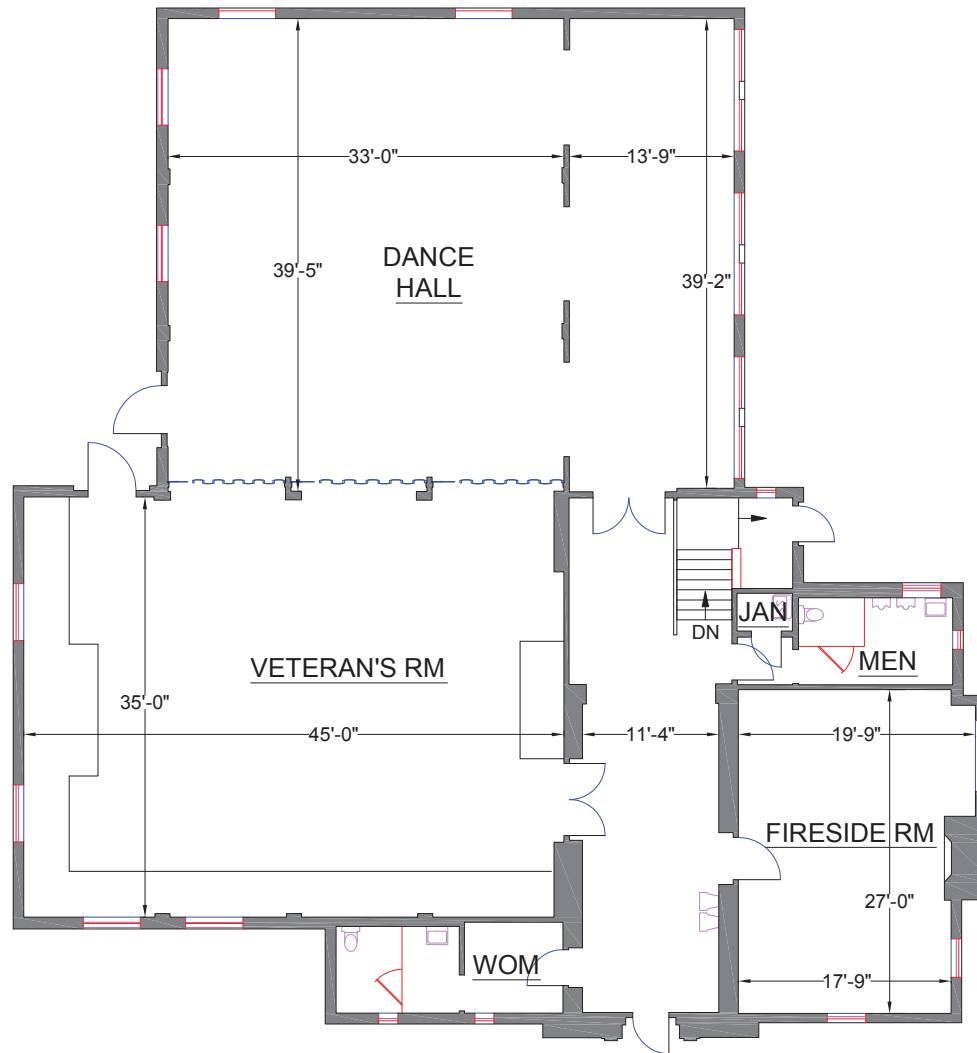 33'-0"
13'-9"
DANCE
HALL
39'-5"
39'-2"
JAN
DN
MEN
VETERAN'S RM
35'-0"
45'-0"
11'-4"
19'-9"
FIRESIDE RM
27'-0"
WOM
17'-9"